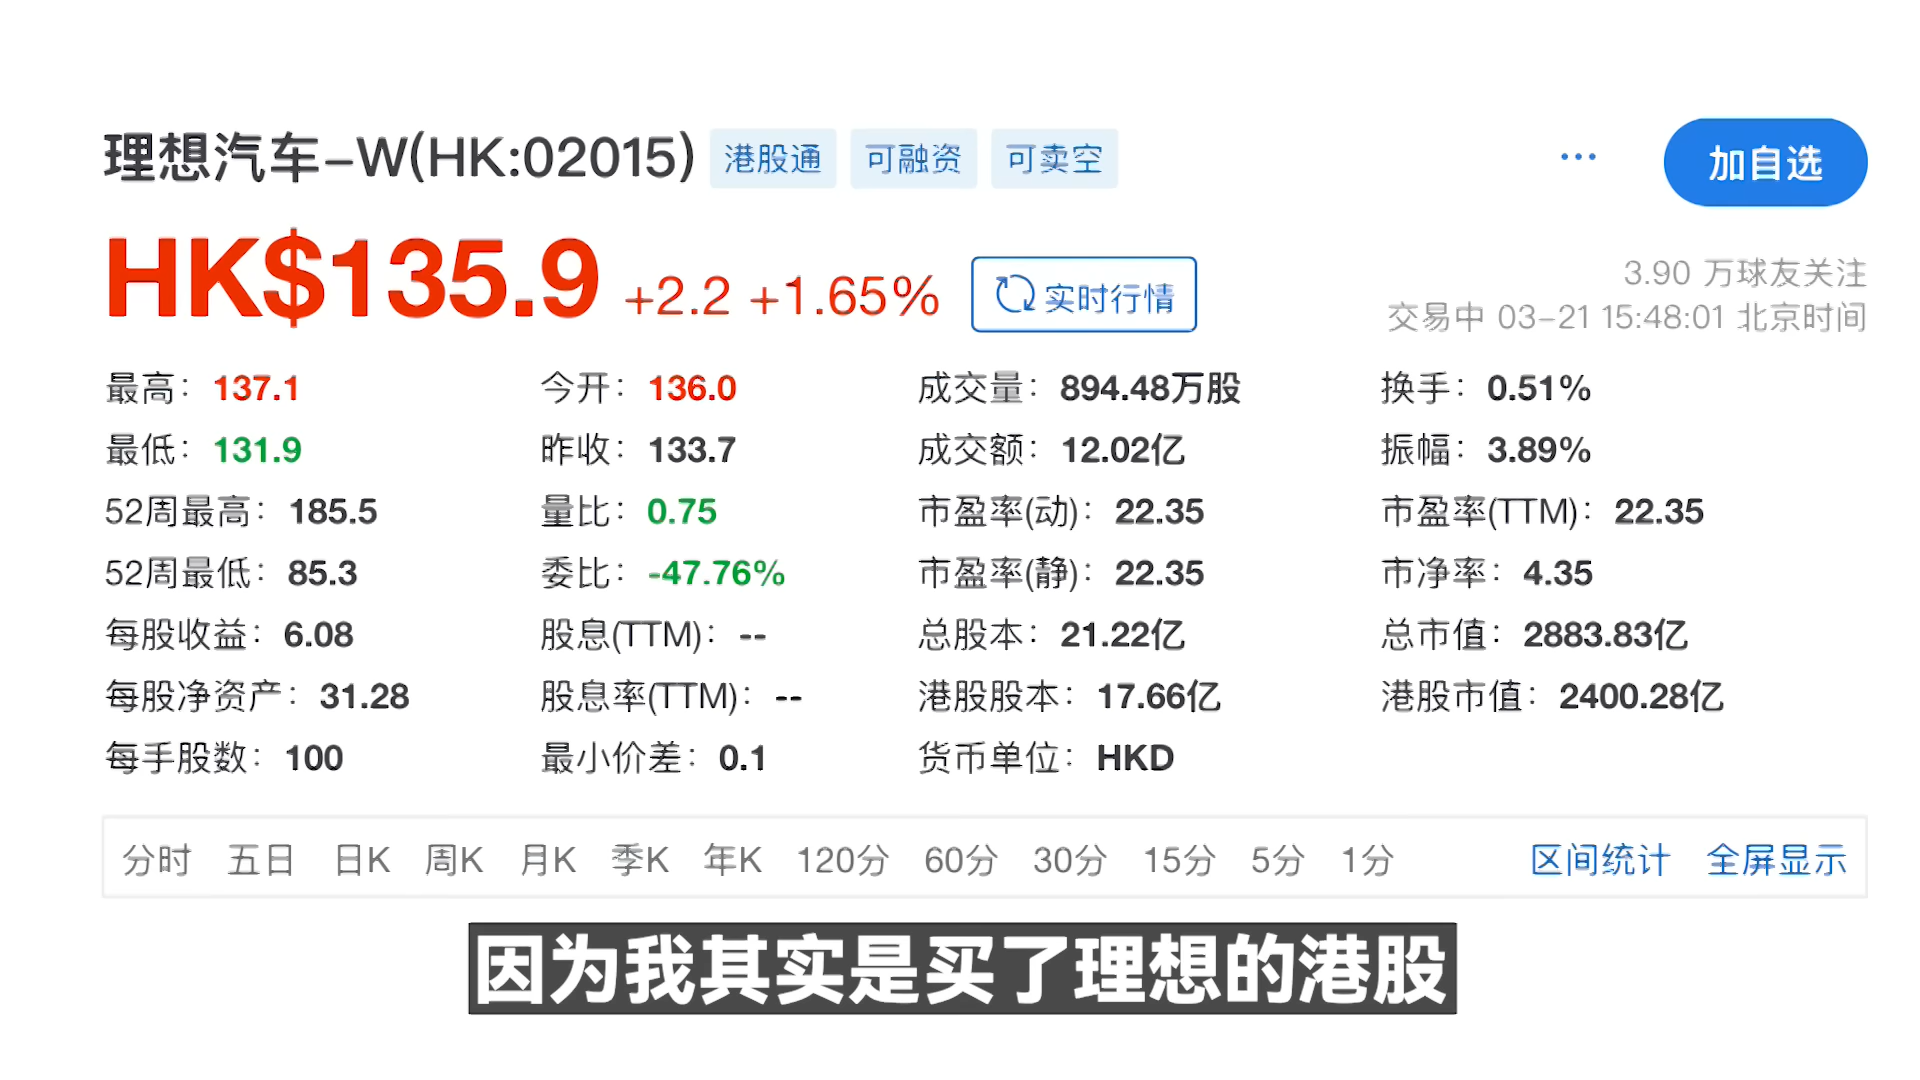 理想汽车-W(HK:02015) 港股通 可融资 可卖空 ··· 加自选
HK$135.9 +2.2 +1.65% 实时行情
3.90 万球友关注
交易中 03-21 15:48:01 北京时间
最高：137.1 今开：136.0 成交量：894.48万股 换手：0.51%
最低：131.9 昨收：133.7 成交额：12.02亿 振幅：3.89%
52周最高：185.5 量比：0.75 市盈率(动)：22.35 市盈率(TTM)：22.35
52周最低：85.3 委比：-47.76% 市盈率(静)：22.35 市净率：4.35
每股收益：6.08 股息(TTM)：-- 总股本：21.22亿 总市值：2883.83亿
每股净资产：31.28 股息率(TTM)：-- 港股股本：17.66亿 港股市值：2400.28亿
每手股数：100 最小价差：0.1 货币单位：HKD
分时 五日 日K 周K 月K 季K 年K 120分 60分 30分 15分 5分 1分 区间统计 全屏显示
因为我其实是买了理想的港股